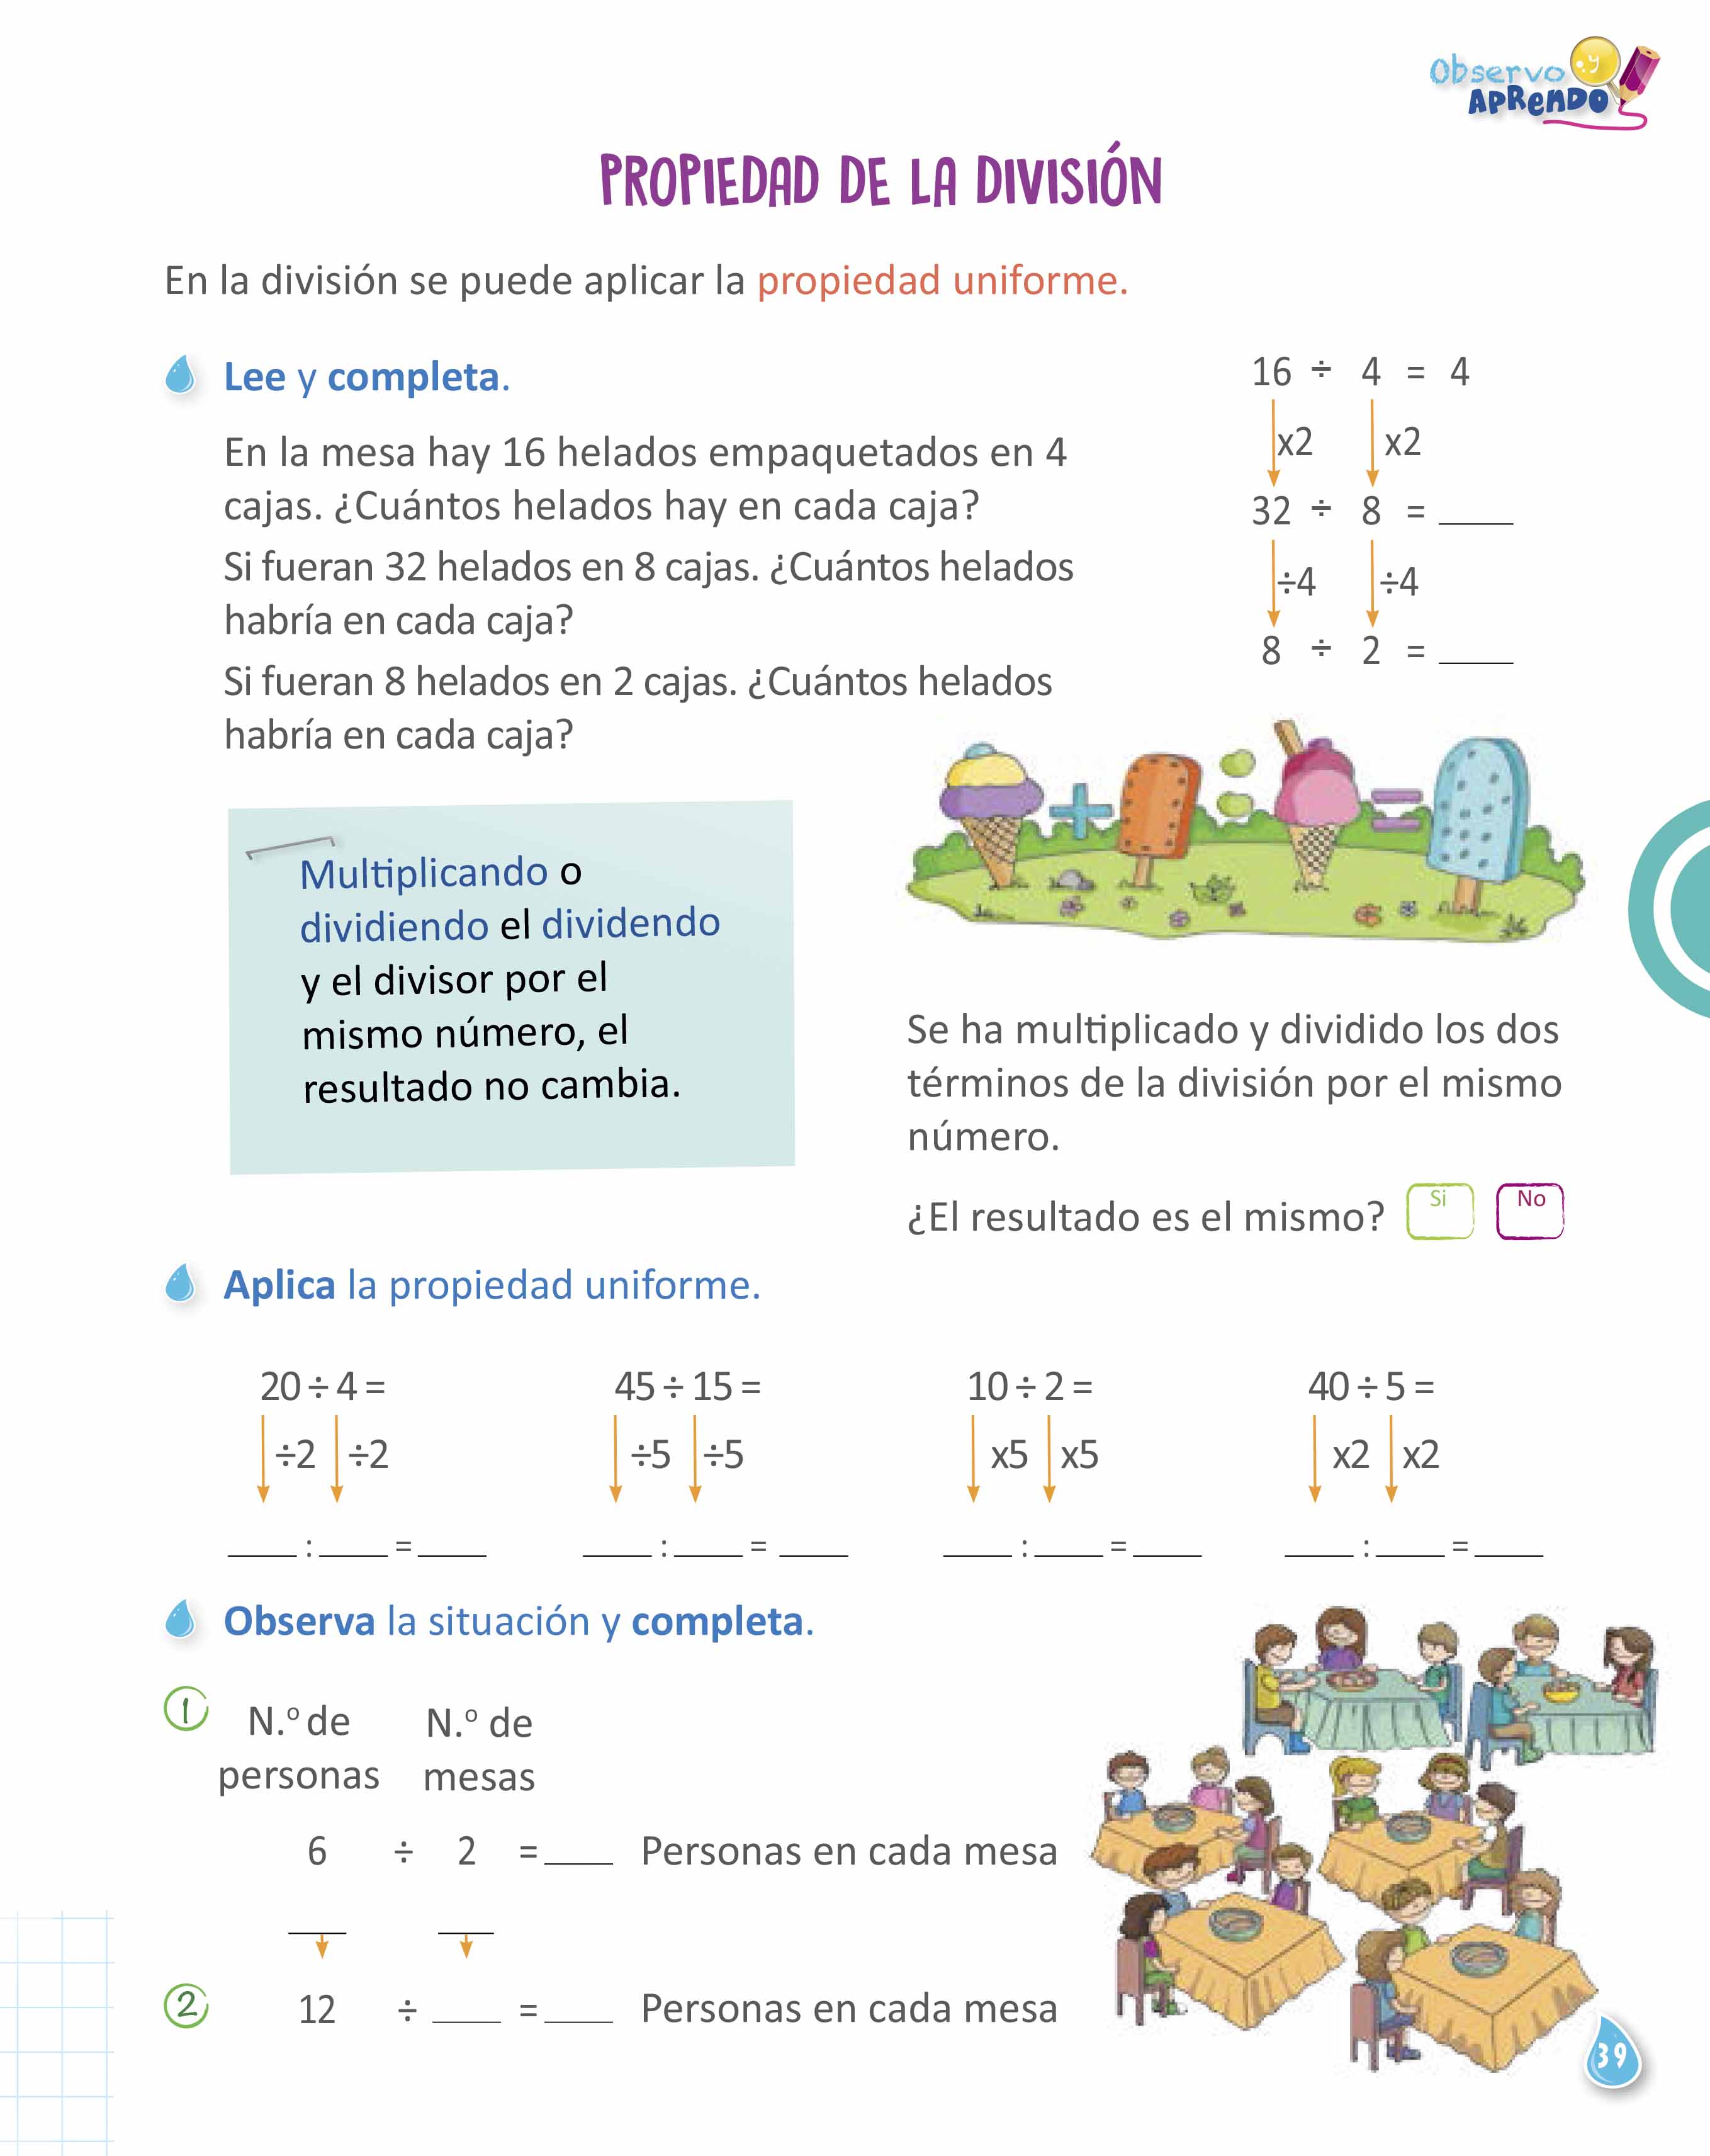 Observo y
APRENDO
PROPIEDAD DE LA DIVISIÓN
En la división se puede aplicar la propiedad uniforme.
Lee y completa.
En la mesa hay 16 helados empaquetados en 4
cajas. ¿Cuántos helados hay en cada caja?
Si fueran 32 helados en 8 cajas. ¿Cuántos helados
habría en cada caja?
Si fueran 8 helados en 2 cajas. ¿Cuántos helados
habría en cada caja?
16 ÷ 4 = 4
x2 x2
32 ÷ 8 = ____
÷4 ÷4
8 ÷ 2 = ____
Multiplicando o
dividiendo el dividendo
y el divisor por el
mismo número, el
resultado no cambia.
Se ha multiplicado y dividido los dos
términos de la división por el mismo
número.
¿El resultado es el mismo? Si No
Aplica la propiedad uniforme.
20 ÷ 4 = 45 ÷ 15 = 10 ÷ 2 = 40 ÷ 5 =
÷2 ÷2 ÷5 ÷5 x5 x5 x2 x2
____ : ____ = ____ ____ : ____ = ____ ____ : ____ = ____ ____ : ____ = ____
Observa la situación y completa.
1 N.º de N.º de
personas mesas
6 ÷ 2 = ____ Personas en cada mesa
____ ____
2 12 ÷ ____ = ____ Personas en cada mesa
39